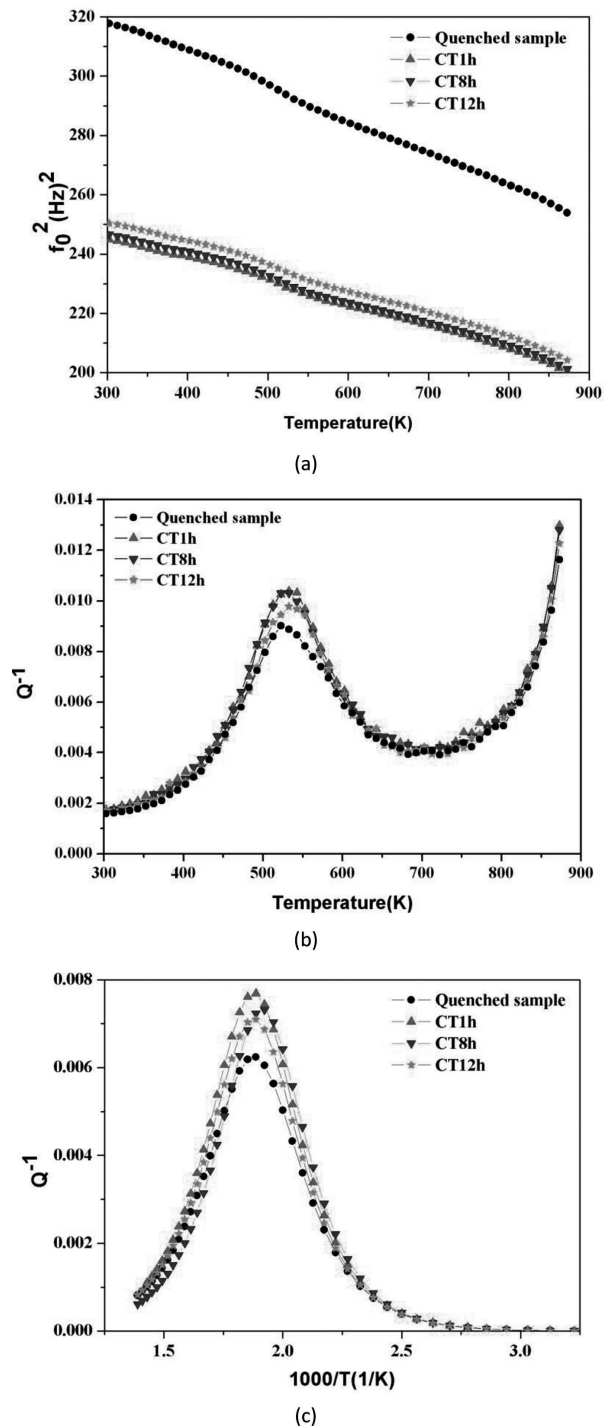 Quenched sample
CT1h
CT8h
CT12h
320
300
280
260
240
220
200
f₀² (Hz)²
300 400 500 600 700 800 900
Temperature(K)
(a)
0.014
0.012
0.010
0.008
0.006
0.004
0.002
0.000
Q⁻¹
Quenched sample
CT1h
CT8h
CT12h
300 400 500 600 700 800 900
Temperature(K)
(b)
0.008
0.006
0.004
0.002
0.000
Q⁻¹
Quenched sample
CT1h
CT8h
CT12h
1.5 2.0 2.5 3.0
1000/T(1/K)
(c)